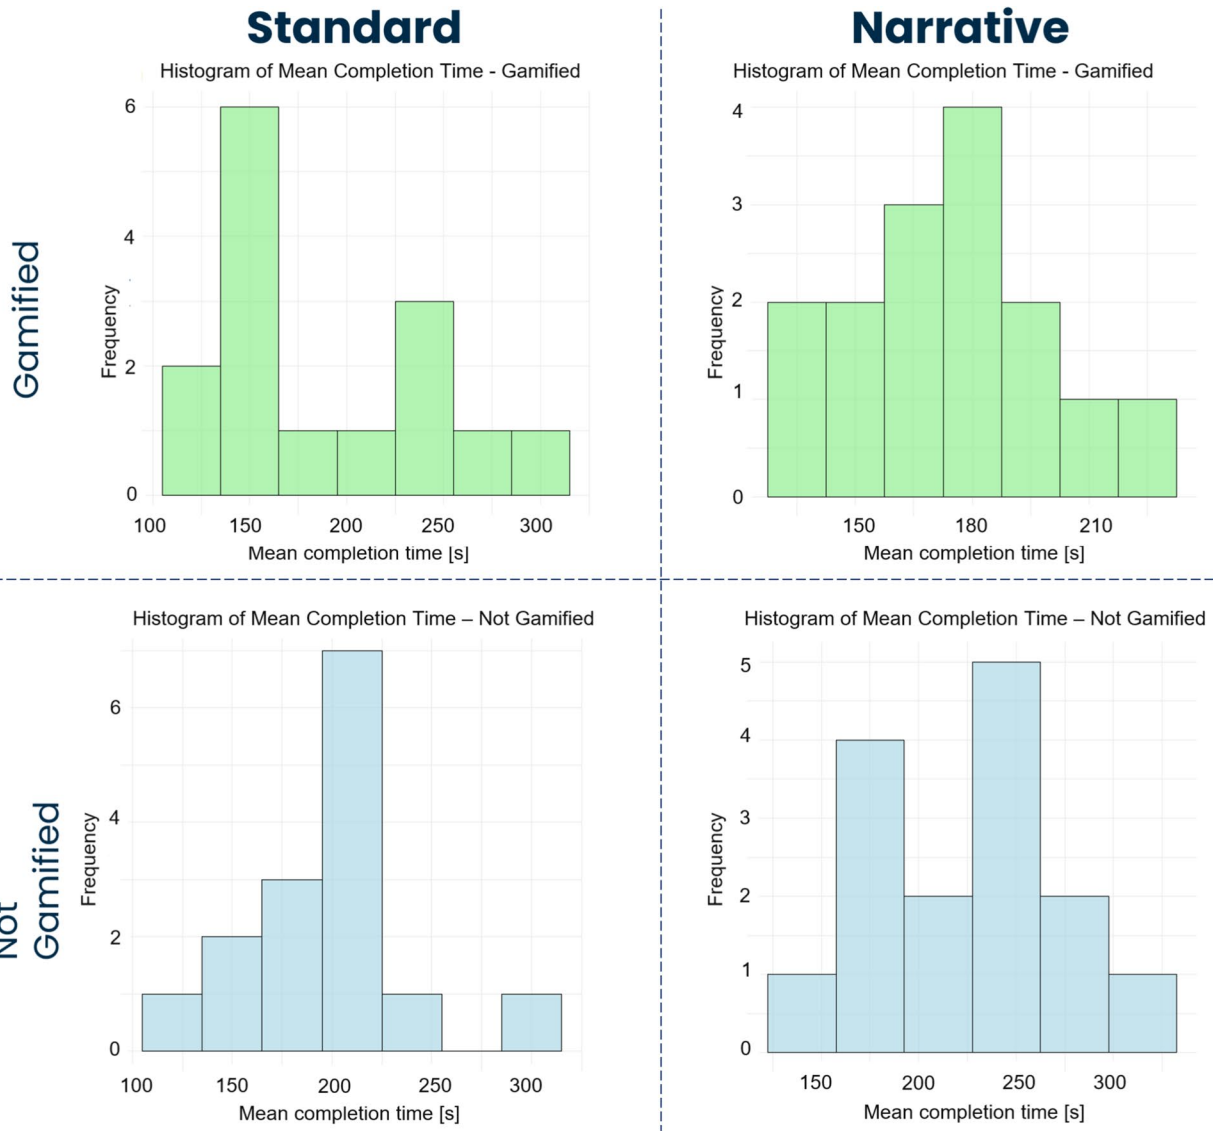 Standard
Narrative
Gamified
Histogram of Mean Completion Time - Gamified
6
4
2
0
Frequency
100 150 200 250 300
Mean completion time [s]
Histogram of Mean Completion Time - Gamified
4
3
2
1
0
Frequency
150 180 210
Mean completion time [s]
Not
Gamified
Histogram of Mean Completion Time – Not Gamified
6
4
2
0
Frequency
100 150 200 250 300
Mean completion time [s]
Histogram of Mean Completion Time – Not Gamified
5
4
3
2
1
0
Frequency
150 200 250 300
Mean completion time [s]